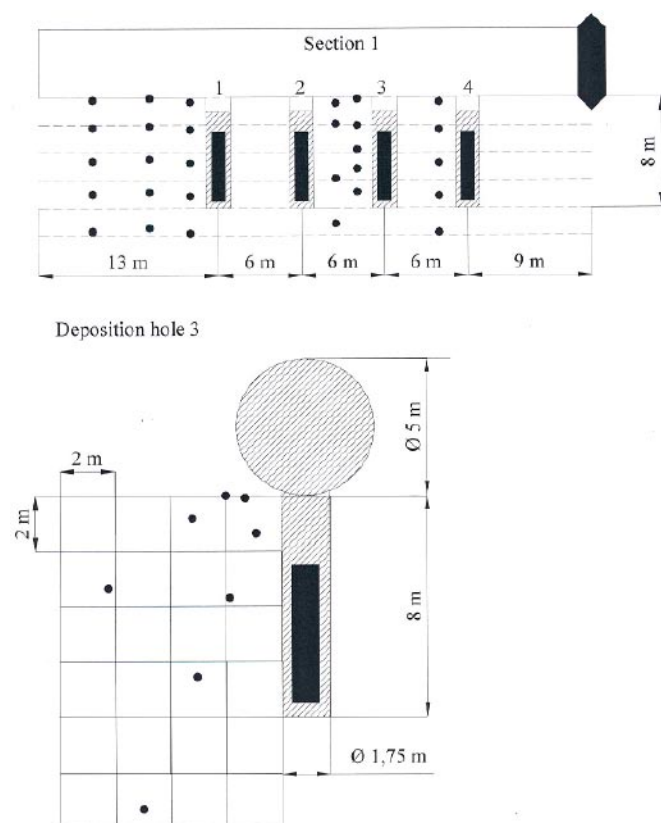 Section 1
1 2 3 4
8 m
13 m 6 m 6 m 6 m 9 m
Deposition hole 3
Ø 5 m
2 m
2 m
8 m
Ø 1,75 m